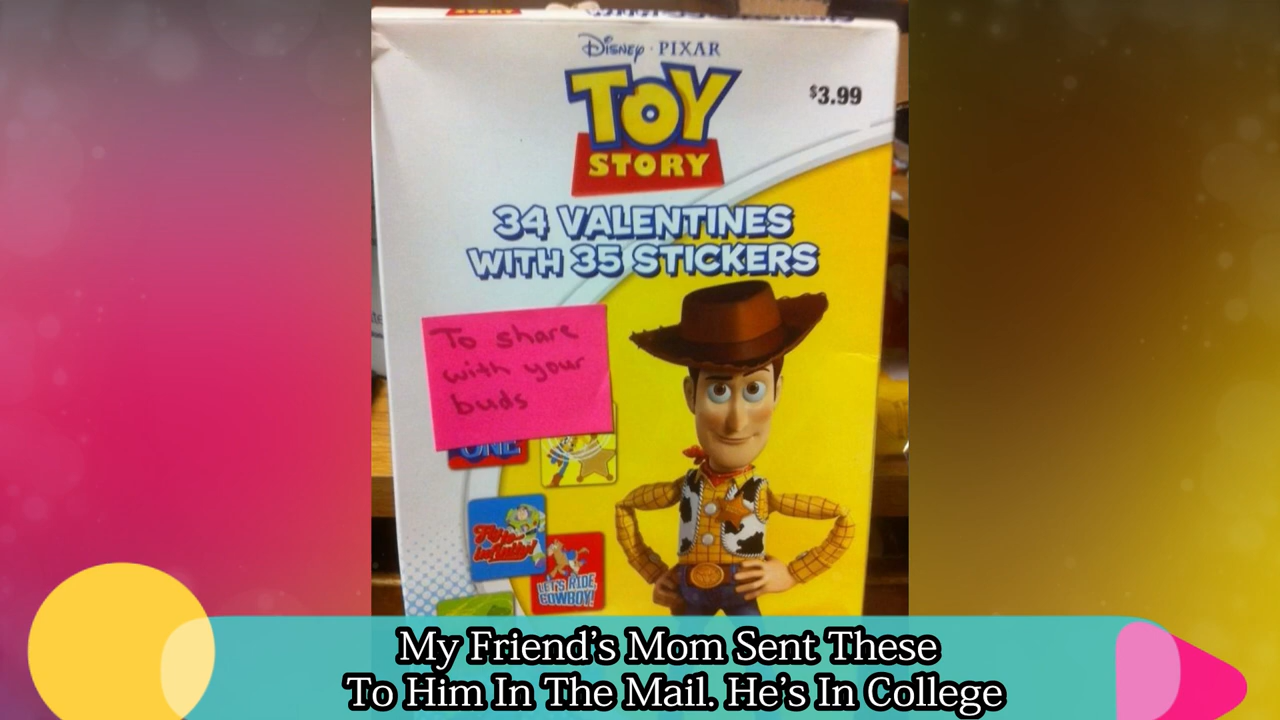 STORY
Disney · PIXAR
TOY
STORY
$3.99
34 VALENTINES
WITH 35 STICKERS
To share
with your
buds
ONE
LET'S RIDE,
COWBOY!
My Friend's Mom Sent These
To Him In The Mail. He's In College